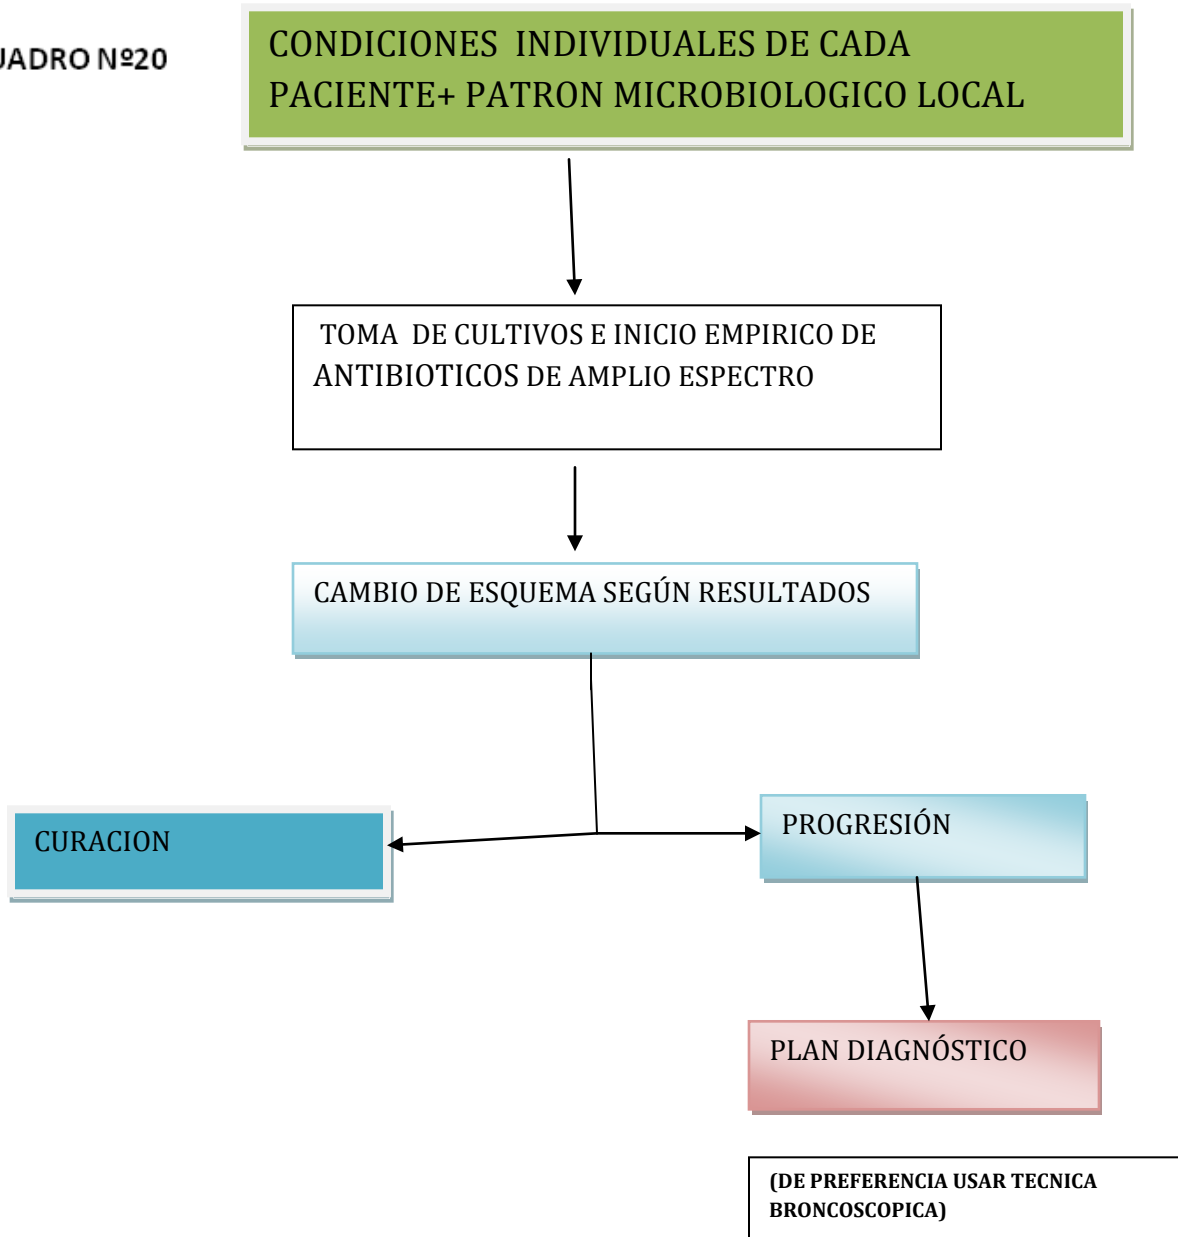 UADRO Nº20
CONDICIONES INDIVIDUALES DE CADA
PACIENTE+ PATRON MICROBIOLOGICO LOCAL
TOMA DE CULTIVOS E INICIO EMPIRICO DE
ANTIBIOTICOS DE AMPLIO ESPECTRO
CAMBIO DE ESQUEMA SEGÚN RESULTADOS
CURACION
PROGRESIÓN
PLAN DIAGNÓSTICO
(DE PREFERENCIA USAR TECNICA
BRONCOSCOPICA)